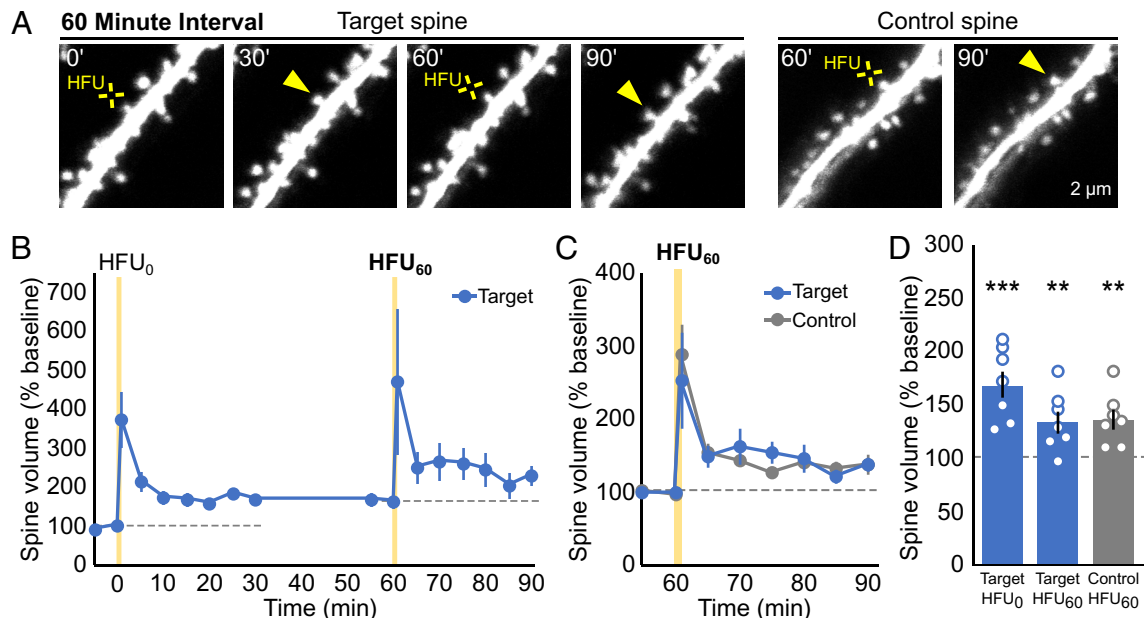 A
60 Minute Interval
Target spine
Control spine
0'
HFU
30'
60'
HFU
90'
60'
HFU
90'
2 µm
B
HFU0
HFU60
Target
Spine volume (% baseline)
700
600
500
400
300
200
100
0
0 10 20 30 40 50 60 70 80 90
Time (min)
C
HFU60
Target
Control
Spine volume (% baseline)
400
300
200
100
0
60 70 80 90
Time (min)
D
Spine volume (% baseline)
300
250
200
150
100
50
0
*** ** **
Target HFU0
Target HFU60
Control HFU60